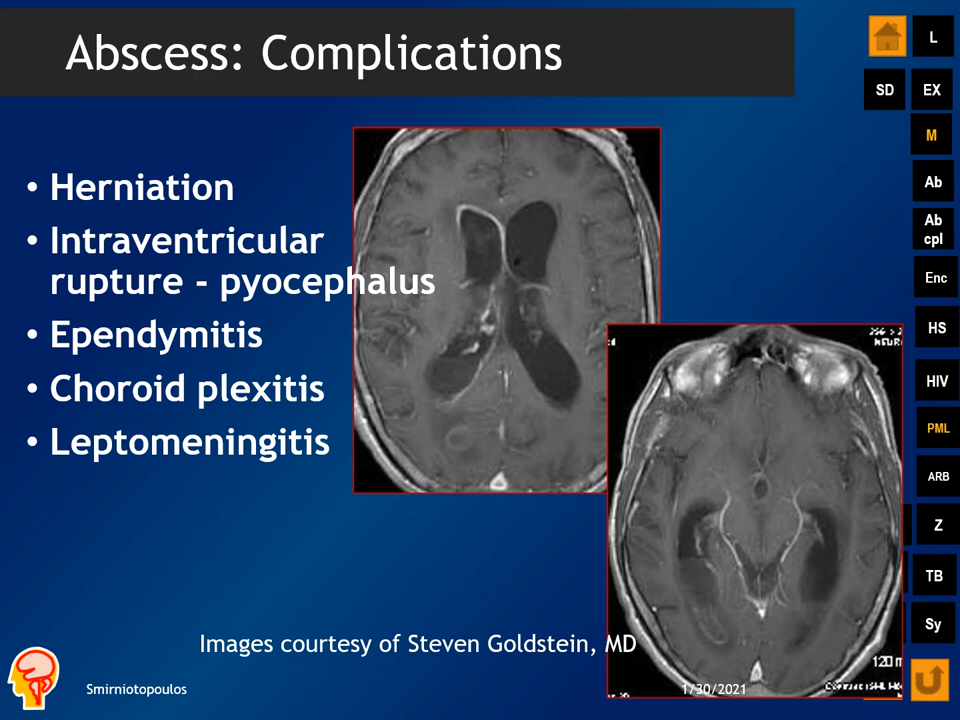 Abscess: Complications
L
SD
EX
M
Ab
Ab
cpl
Enc
HS
HIV
PML
ARB
Z
TB
Sy
• Herniation
• Intraventricular
rupture - pyocephalus
• Ependymitis
• Choroid plexitis
• Leptomeningitis
Images courtesy of Steven Goldstein, MD
Smirniotopoulos
1/30/2021